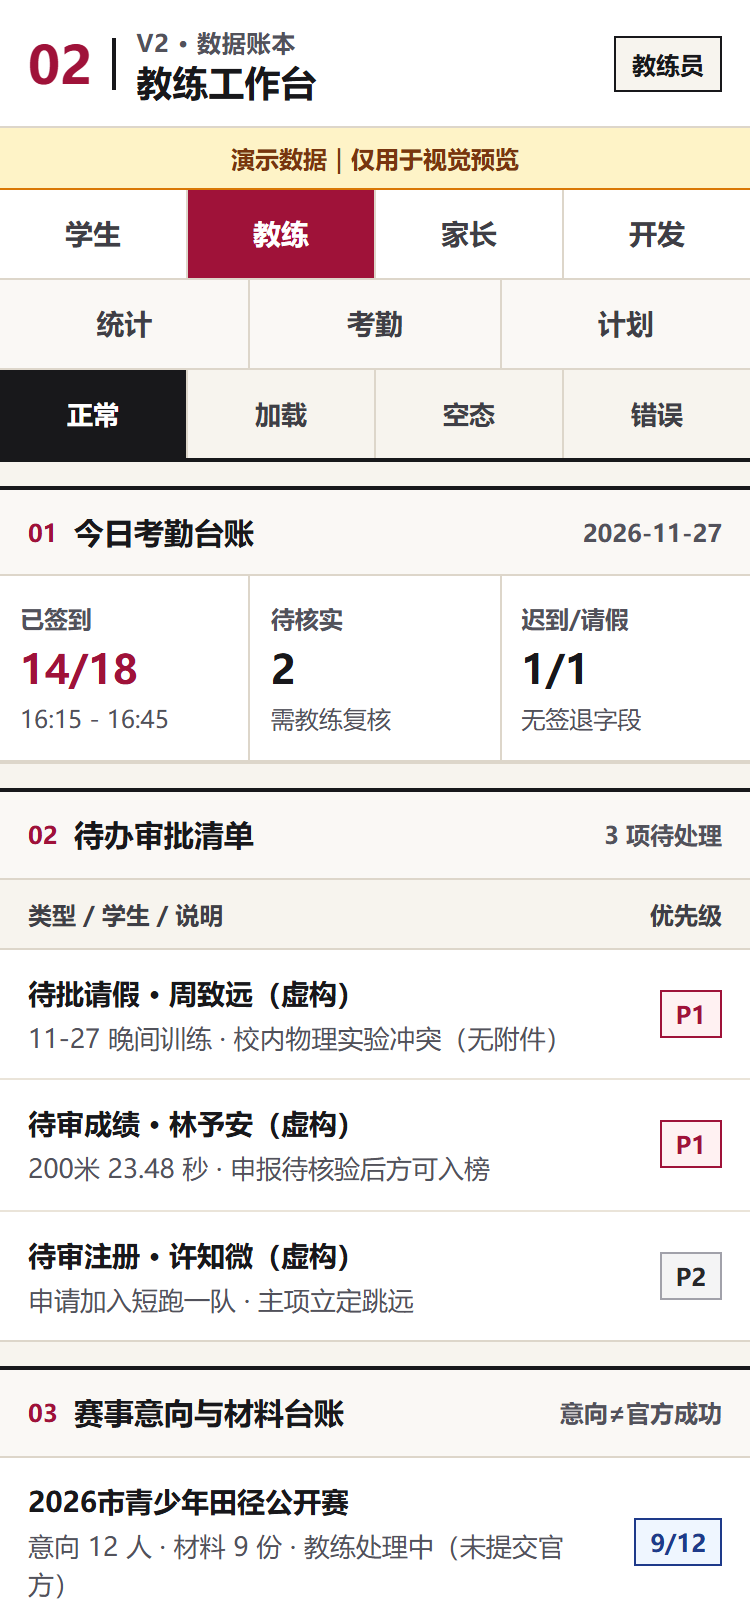 02
V2 • 数据账本
教练工作台
教练员
演示数据 | 仅用于视觉预览
学生 教练 家长 开发
统计 考勤 计划
正常 加载 空态 错误
01 今日考勤台账 2026-11-27
已签到 待核实 迟到/请假
14/18 2 1/1
16:15 - 16:45 需教练复核 无签退字段
02 待办审批清单 3 项待处理
类型 / 学生 / 说明 优先级
待批请假 • 周致远（虚构）
11-27 晚间训练 · 校内物理实验冲突（无附件）
P1
待审成绩 • 林予安（虚构）
200米 23.48 秒 · 申报待核验后方可入榜
P1
待审注册 • 许知微（虚构）
申请加入短跑一队 · 主项立定跳远
P2
03 赛事意向与材料台账 意向≠官方成功
2026市青少年田径公开赛
意向 12 人 · 材料 9 份 · 教练处理中（未提交官
方）
9/12